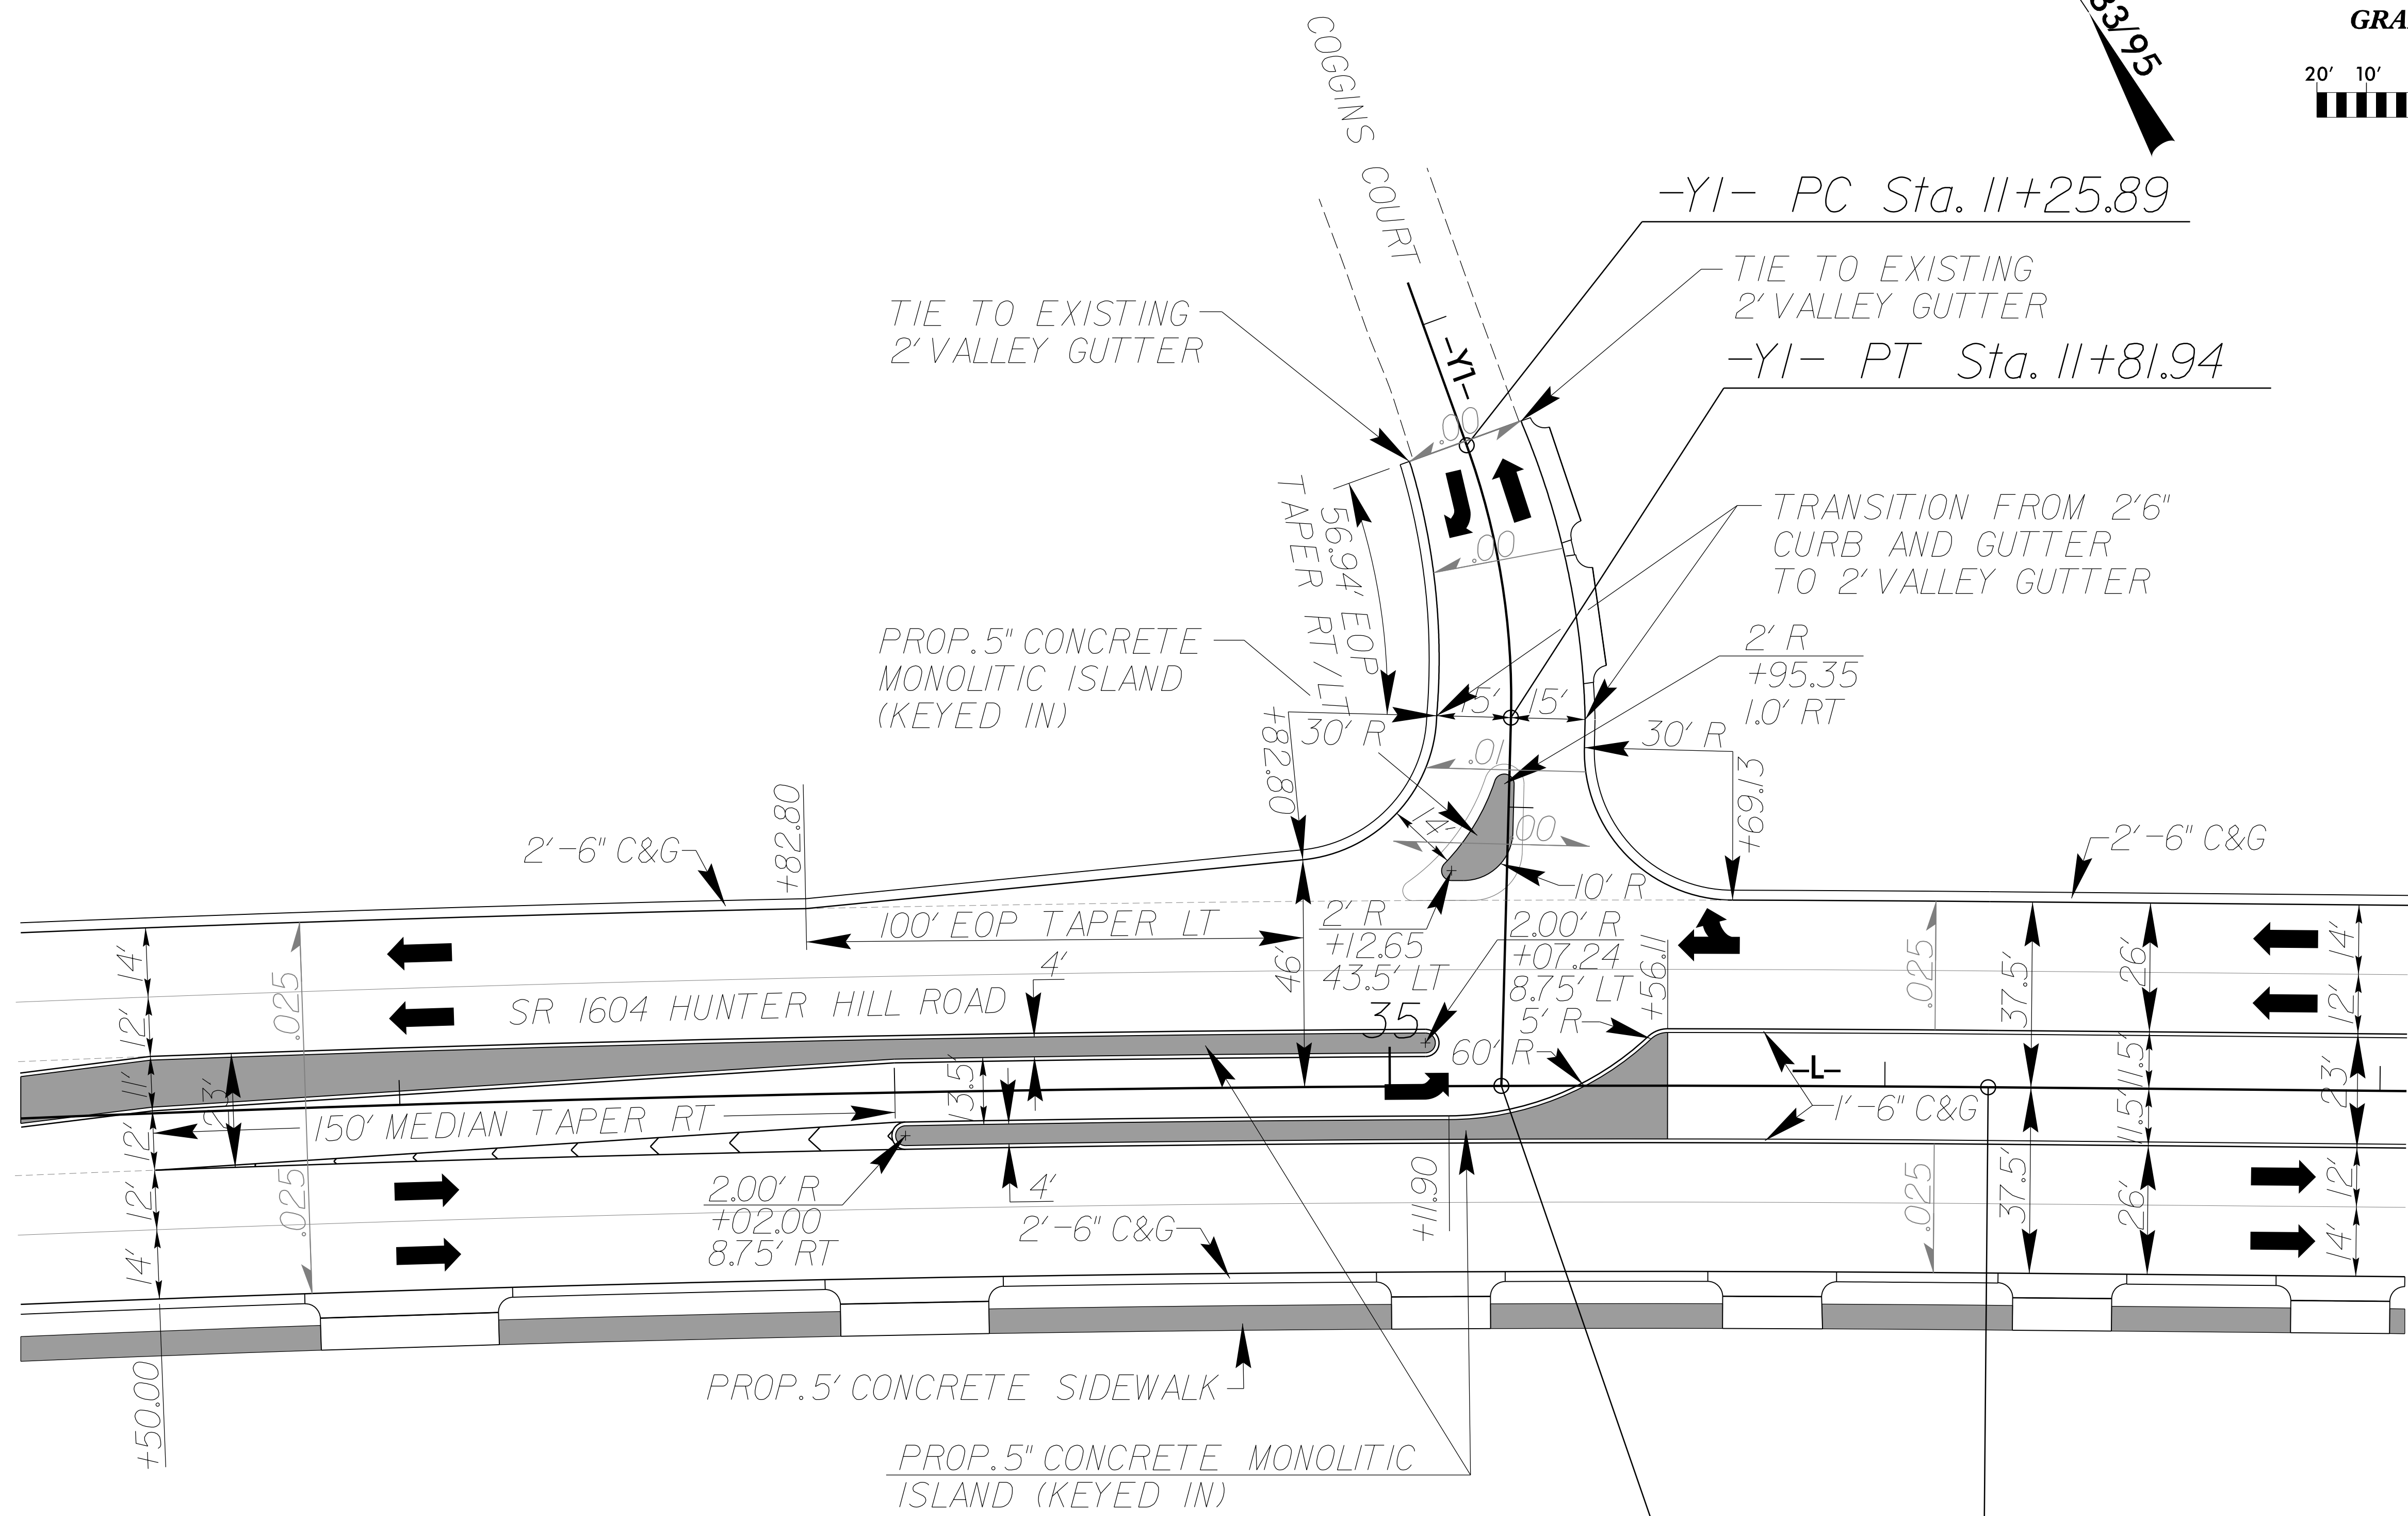 GRA
33/95
20' 10'
COGGINS COURT
-Y1- PC Sta. 11+25.89
TIE TO EXISTING
2' VALLEY GUTTER
TIE TO EXISTING
2' VALLEY GUTTER
-Y1- PT Sta. 11+81.94
-Y1-
.00
.00
TRANSITION FROM 2'6"
CURB AND GUTTER
TO 2' VALLEY GUTTER
56.94' EOP
TAPER RT/LT
PROP. 5" CONCRETE
MONOLITIC ISLAND
(KEYED IN)
2' R
+95.35
1.0' RT
15'
15'
30' R
30' R
+82.80
.01
+69.13
+82.80
14'
.00
2'-6" C&G
2'-6" C&G
10' R
100' EOP TAPER LT
2' R
+12.65
43.5' LT
2.00' R
+07.24
8.75' LT
46'
4'
14'
12'
.025
SR 1604 HUNTER HILL ROAD
35
5' R
60' R
+56.11
.025
37.5'
26'
14'
12'
11'
23'
13.5'
-L-
11.5'
11.5'
23'
1'-6" C&G
150' MEDIAN TAPER RT
12'
12'
14'
.025
2.00' R
+02.00
8.75' RT
4'
2'-6" C&G
+11.90
.025
37.5'
26'
12'
14'
+50.00
PROP. 5' CONCRETE SIDEWALK
PROP. 5" CONCRETE MONOLITIC
ISLAND (KEYED IN)